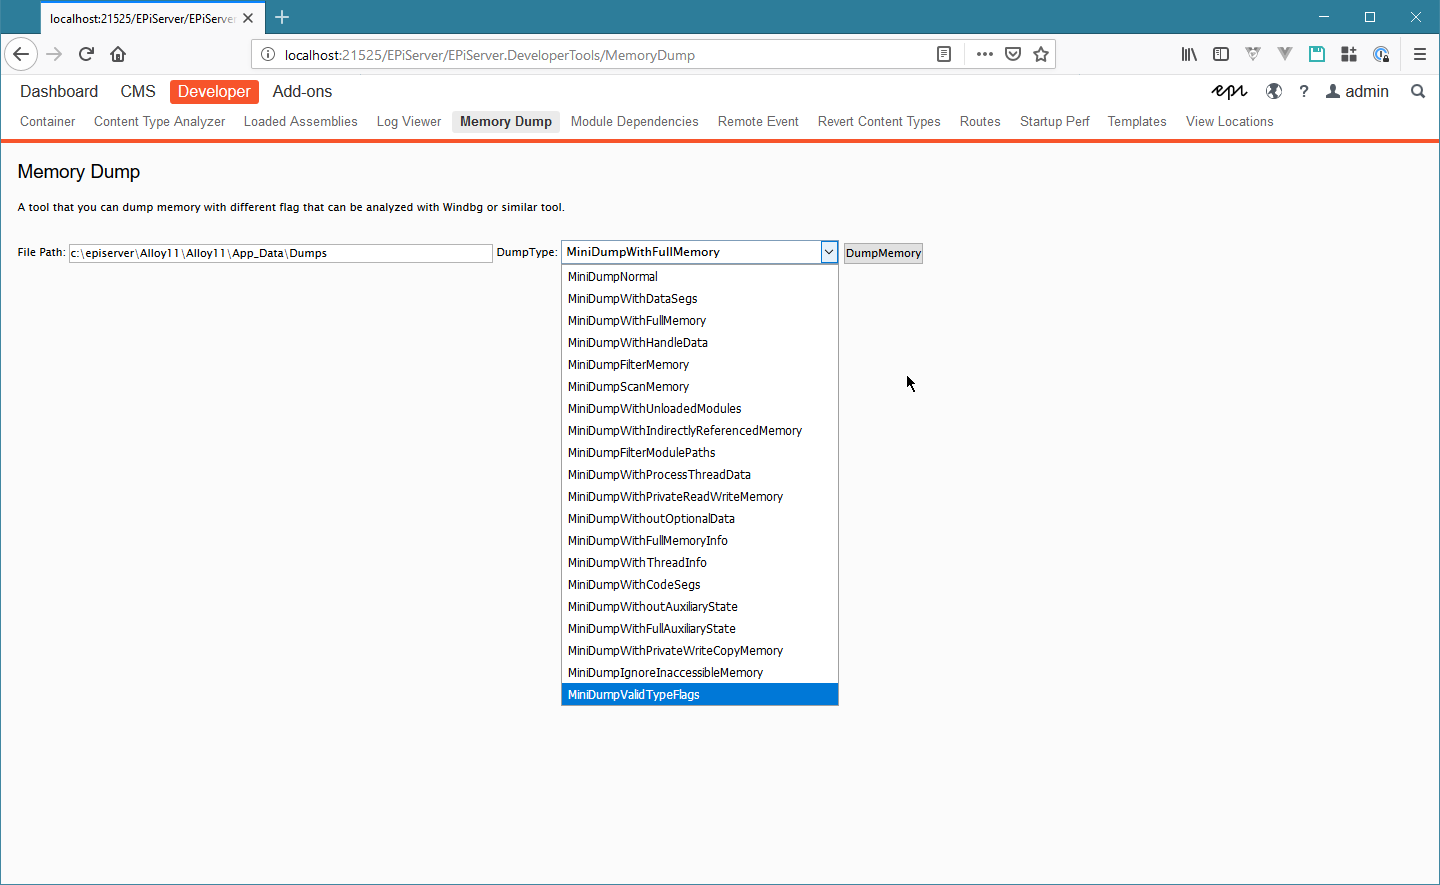 localhost:21525/EPiServer/EPiServer
localhost:21525/EPiServer/EPiServer.DeveloperTools/MemoryDump
Dashboard CMS Developer Add-ons
epi ? admin
Container Content Type Analyzer Loaded Assemblies Log Viewer Memory Dump Module Dependencies Remote Event Revert Content Types Routes Startup Perf Templates View Locations
Memory Dump
A tool that you can dump memory with different flag that can be analyzed with Windbg or similar tool.
File Path: c:\episerver\Alloy11\Alloy11\App_Data\Dumps DumpType: MiniDumpWithFullMemory DumpMemory
MiniDumpNormal
MiniDumpWithDataSegs
MiniDumpWithFullMemory
MiniDumpWithHandleData
MiniDumpFilterMemory
MiniDumpScanMemory
MiniDumpWithUnloadedModules
MiniDumpWithIndirectlyReferencedMemory
MiniDumpFilterModulePaths
MiniDumpWithProcessThreadData
MiniDumpWithPrivateReadWriteMemory
MiniDumpWithoutOptionalData
MiniDumpWithFullMemoryInfo
MiniDumpWithThreadInfo
MiniDumpWithCodeSegs
MiniDumpWithoutAuxiliaryState
MiniDumpWithFullAuxiliaryState
MiniDumpWithPrivateWriteCopyMemory
MiniDumpIgnoreInaccessibleMemory
MiniDumpValidTypeFlags